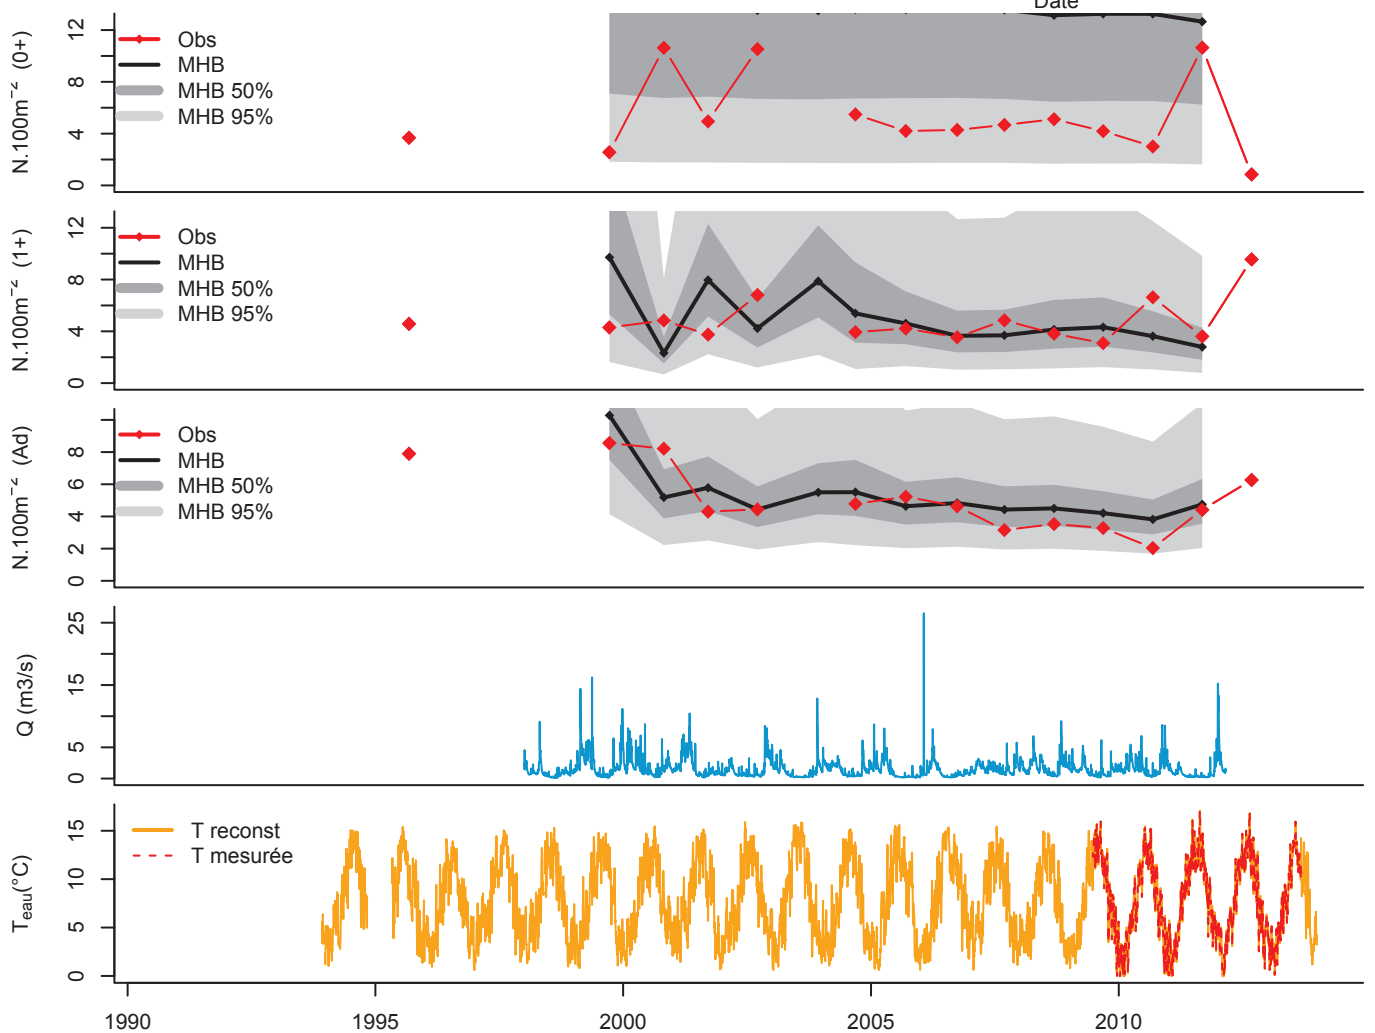 Date
N.100m⁻² (0+)
12
8
4
0
Obs
MHB
MHB 50%
MHB 95%
N.100m⁻² (1+)
12
8
4
0
Obs
MHB
MHB 50%
MHB 95%
N.100m⁻² (Ad)
8
6
4
2
0
Obs
MHB
MHB 50%
MHB 95%
Q (m3/s)
25
15
5
0
Teau(°C)
15
10
5
0
T reconst
T mesurée
1990 1995 2000 2005 2010